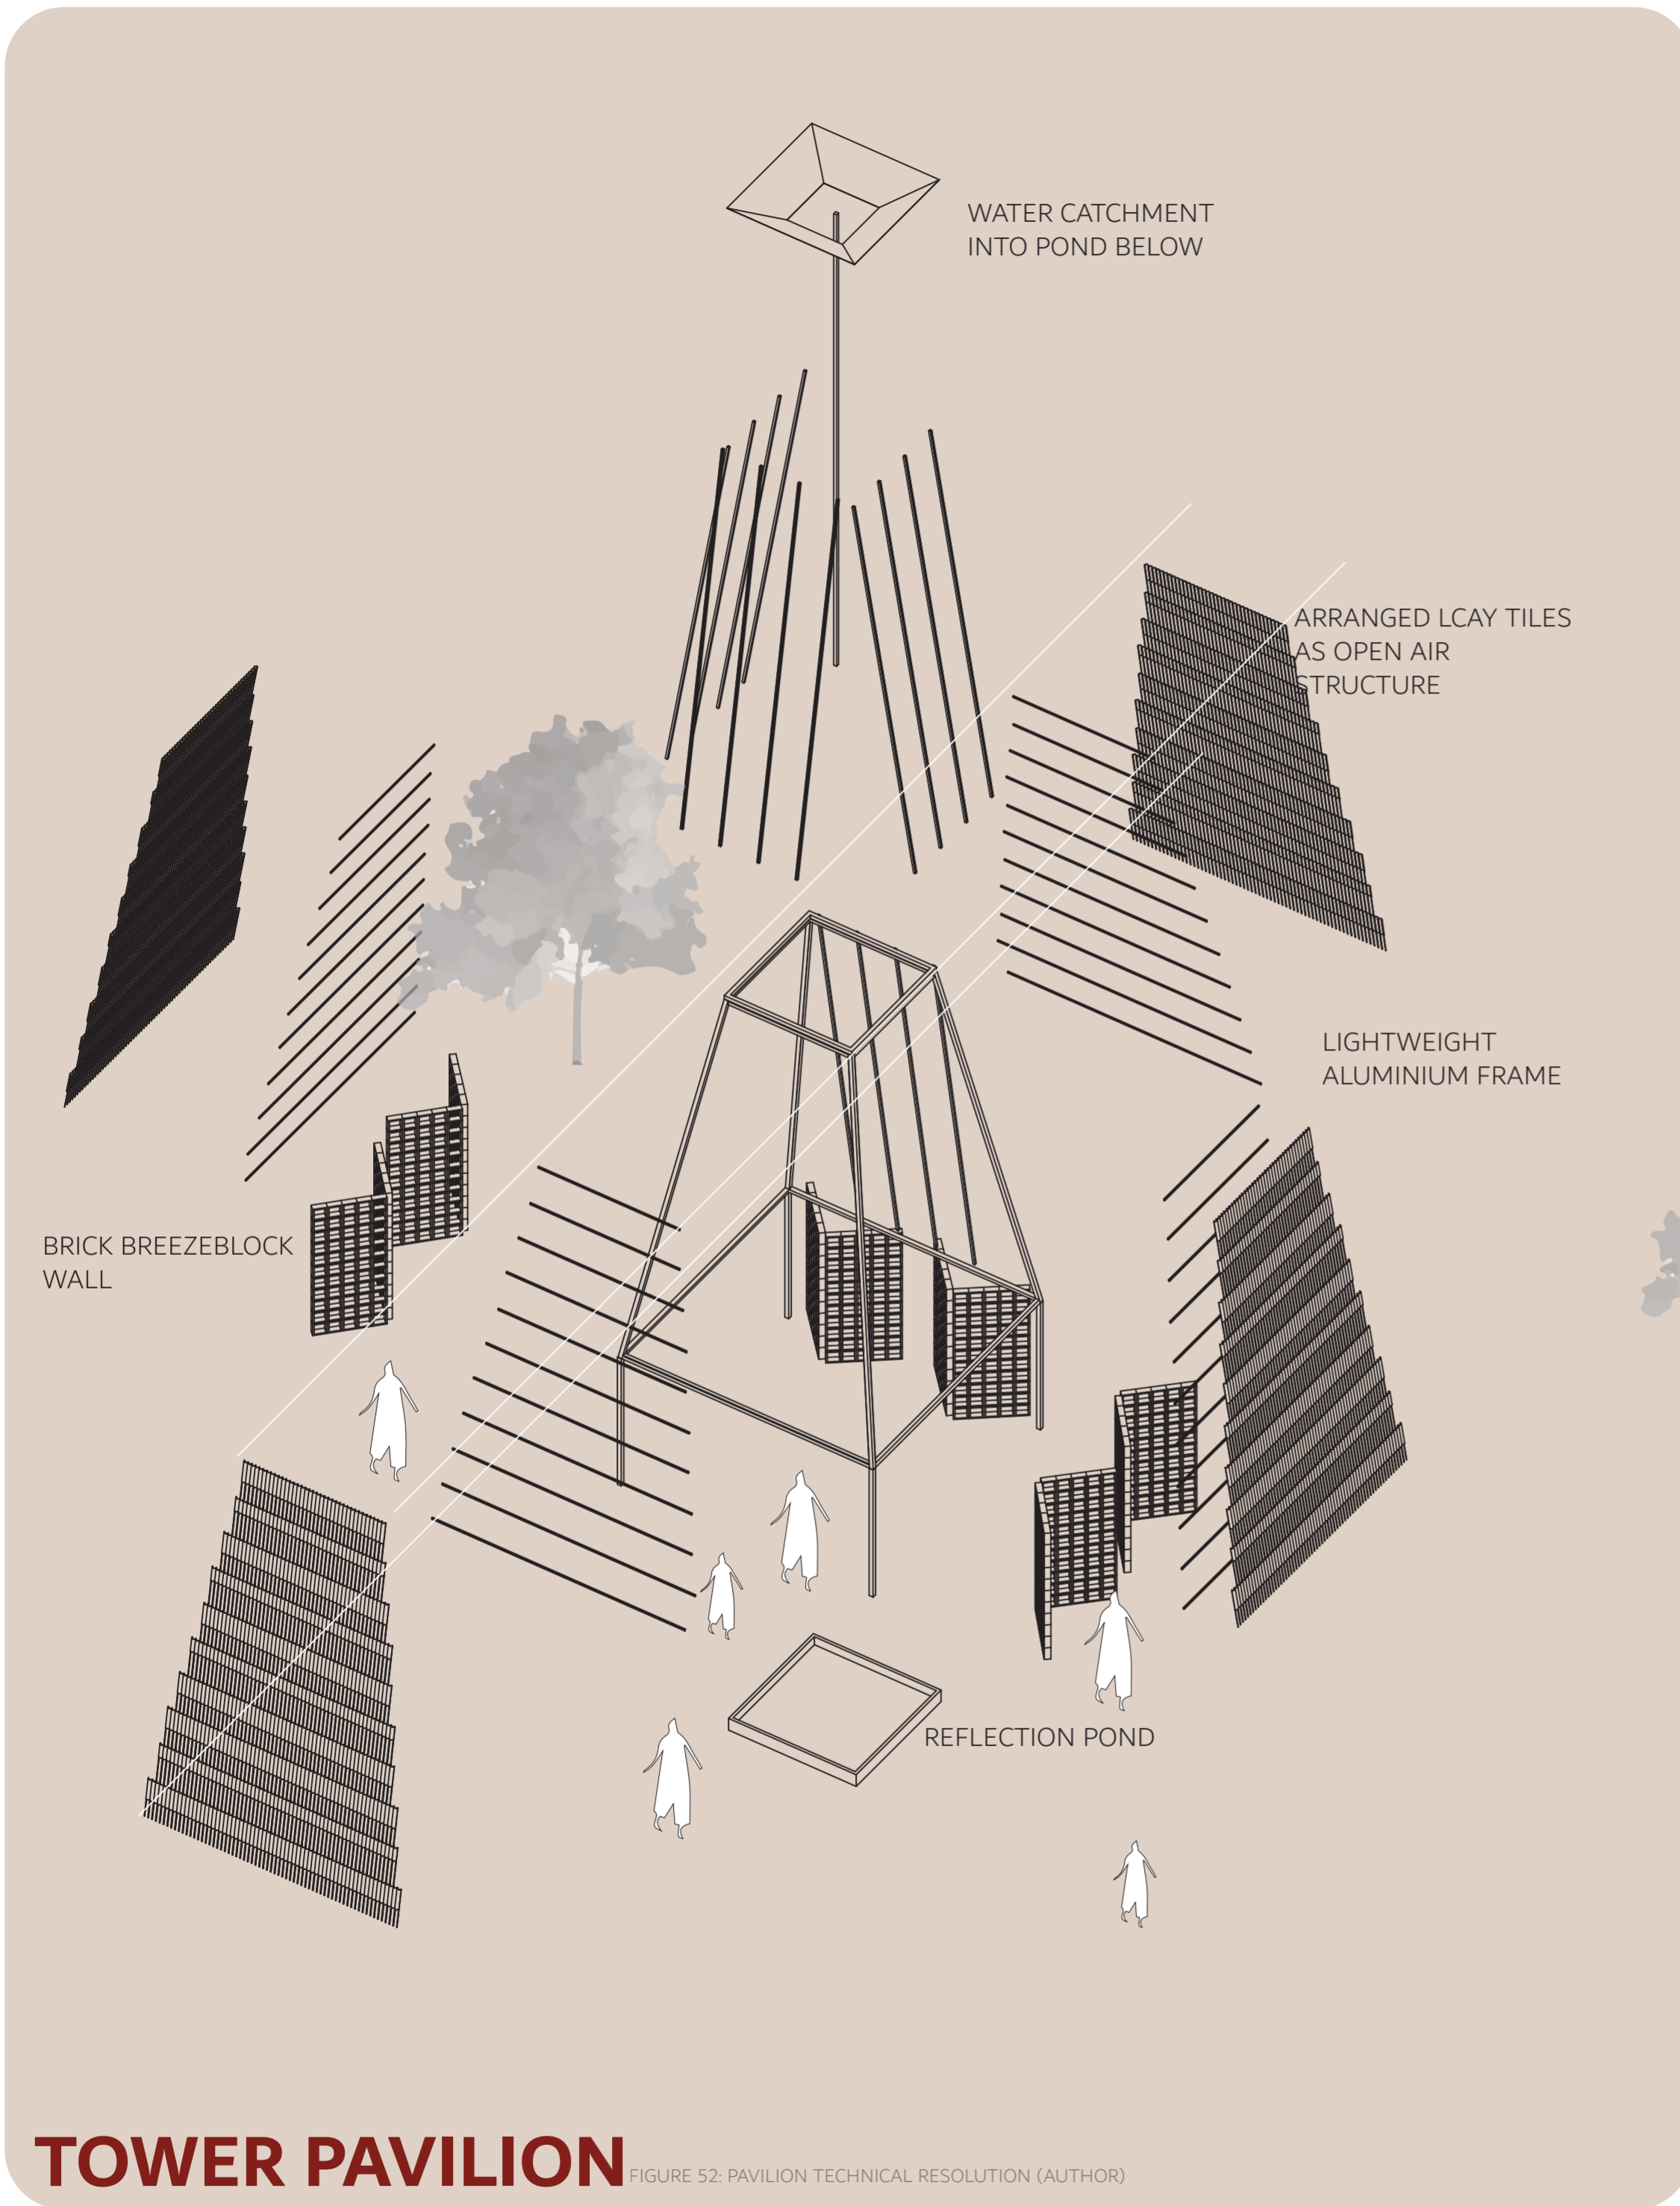 WATER CATCHMENT
INTO POND BELOW
ARRANGED LCAY TILES
AS OPEN AIR
STRUCTURE
LIGHTWEIGHT
ALUMINIUM FRAME
BRICK BREEZEBLOCK
WALL
REFLECTION POND
TOWER PAVILION
FIGURE 52: PAVILION TECHNICAL RESOLUTION (AUTHOR)